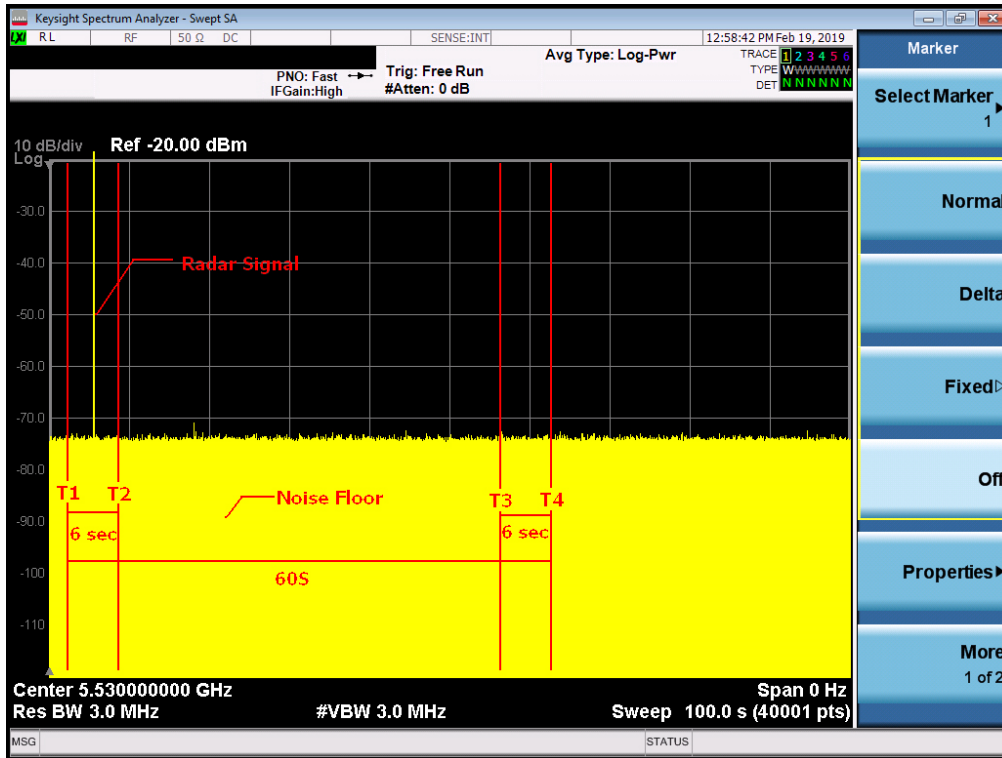 Keysight Spectrum Analyzer - Swept SA
LXI RL RF 50 Ω DC SENSE:INT 12:58:42 PM Feb 19, 2019
Marker
Avg Type: Log-Pwr
TRACE 1 2 3 4 5 6
PNO: Fast
Trig: Free Run
TYPE WWWWWW
IFGain:High
#Atten: 0 dB
DET N N N N N N
Select Marker
1
10 dB/div
Ref -20.00 dBm
Log
Normal
-30.0
-40.0
Radar Signal
Delta
-50.0
-60.0
Fixed
-70.0
-80.0
Off
T1 T2
Noise Floor
T3 T4
-90.0
6 sec
6 sec
-100
60S
Properties
-110
More
1 of 2
Center 5.530000000 GHz
Span 0 Hz
Res BW 3.0 MHz
#VBW 3.0 MHz
Sweep 100.0 s (40001 pts)
MSG
STATUS